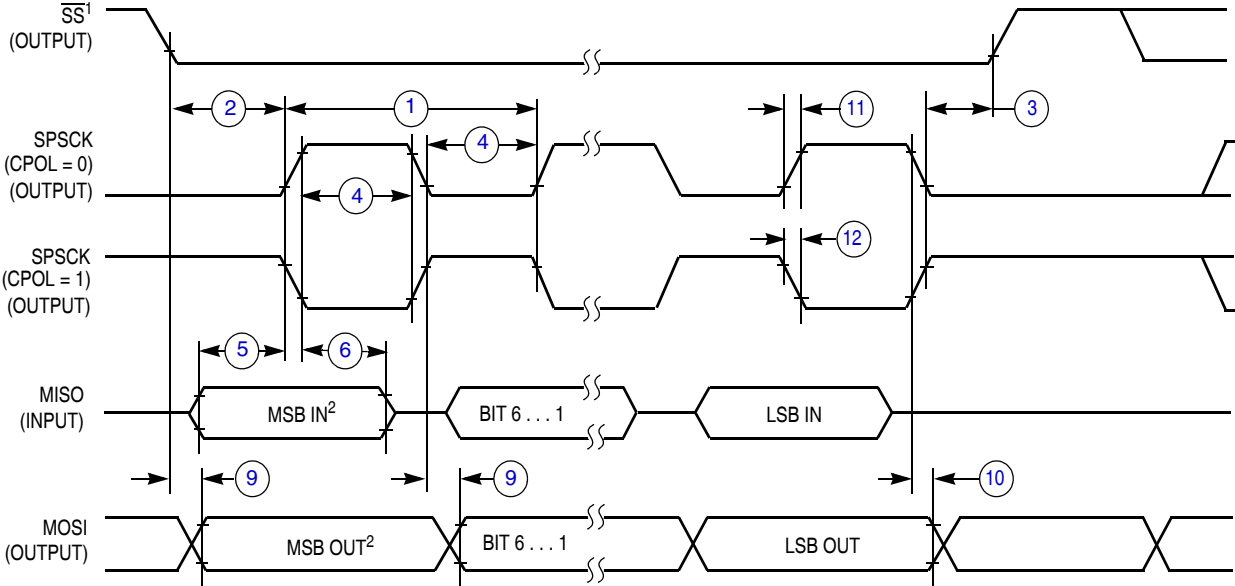 SS¹
(OUTPUT)
2
1
11
3
SPSCK
(CPOL = 0)
(OUTPUT)
4
4
12
SPSCK
(CPOL = 1)
(OUTPUT)
5
6
MISO
(INPUT)
MSB IN²
BIT 6 . . . 1
LSB IN
9
9
10
MOSI
(OUTPUT)
MSB OUT²
BIT 6 . . . 1
LSB OUT